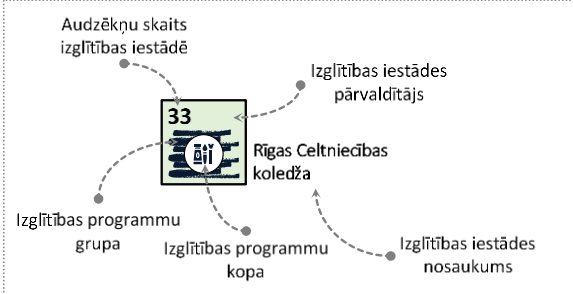 Audzēkņu skaits
izglītības iestādē
Izglītības iestādes
pārvaldītājs
33
Rīgas Celtniecības
koledža
Izglītības programmu
grupa
Izglītības programmu
kopa
Izglītības iestādes
nosaukums